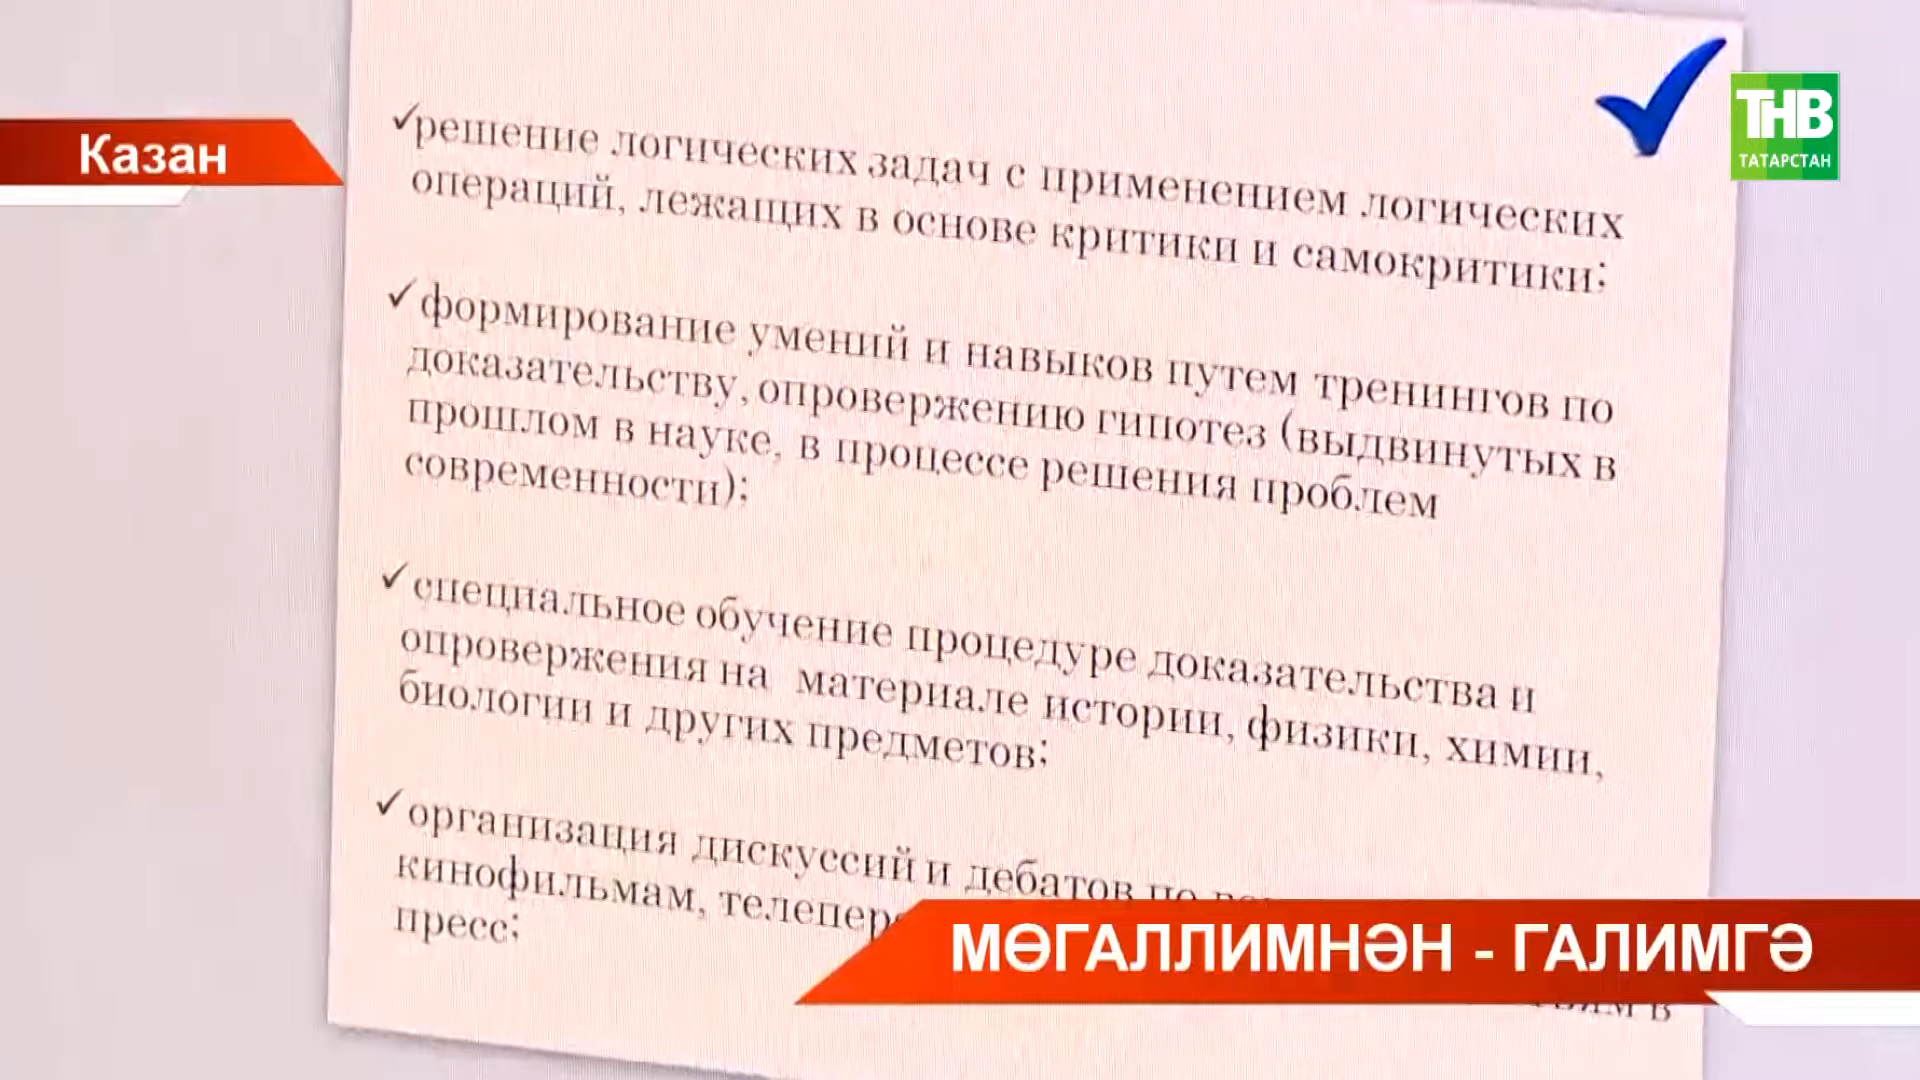 Казан
ТНВ
ТАТАРСТАН
решение логических задач с применением логических
операций, лежащих в основе критики и самокритики;
формирование умений и навыков путем тренингов по
доказательству, опровержению гипотез (выдвинутых в
прошлом в науке, в процессе решения проблем
современности);
специальное обучение процедуре доказательства и
опровержения на материале истории, физики, химии,
биологии и других предметов;
организация дискуссий и дебатов по
кинофильмам,
пресс;
в
МӨГАЛЛИМНӘН - ГАЛИМГӘ